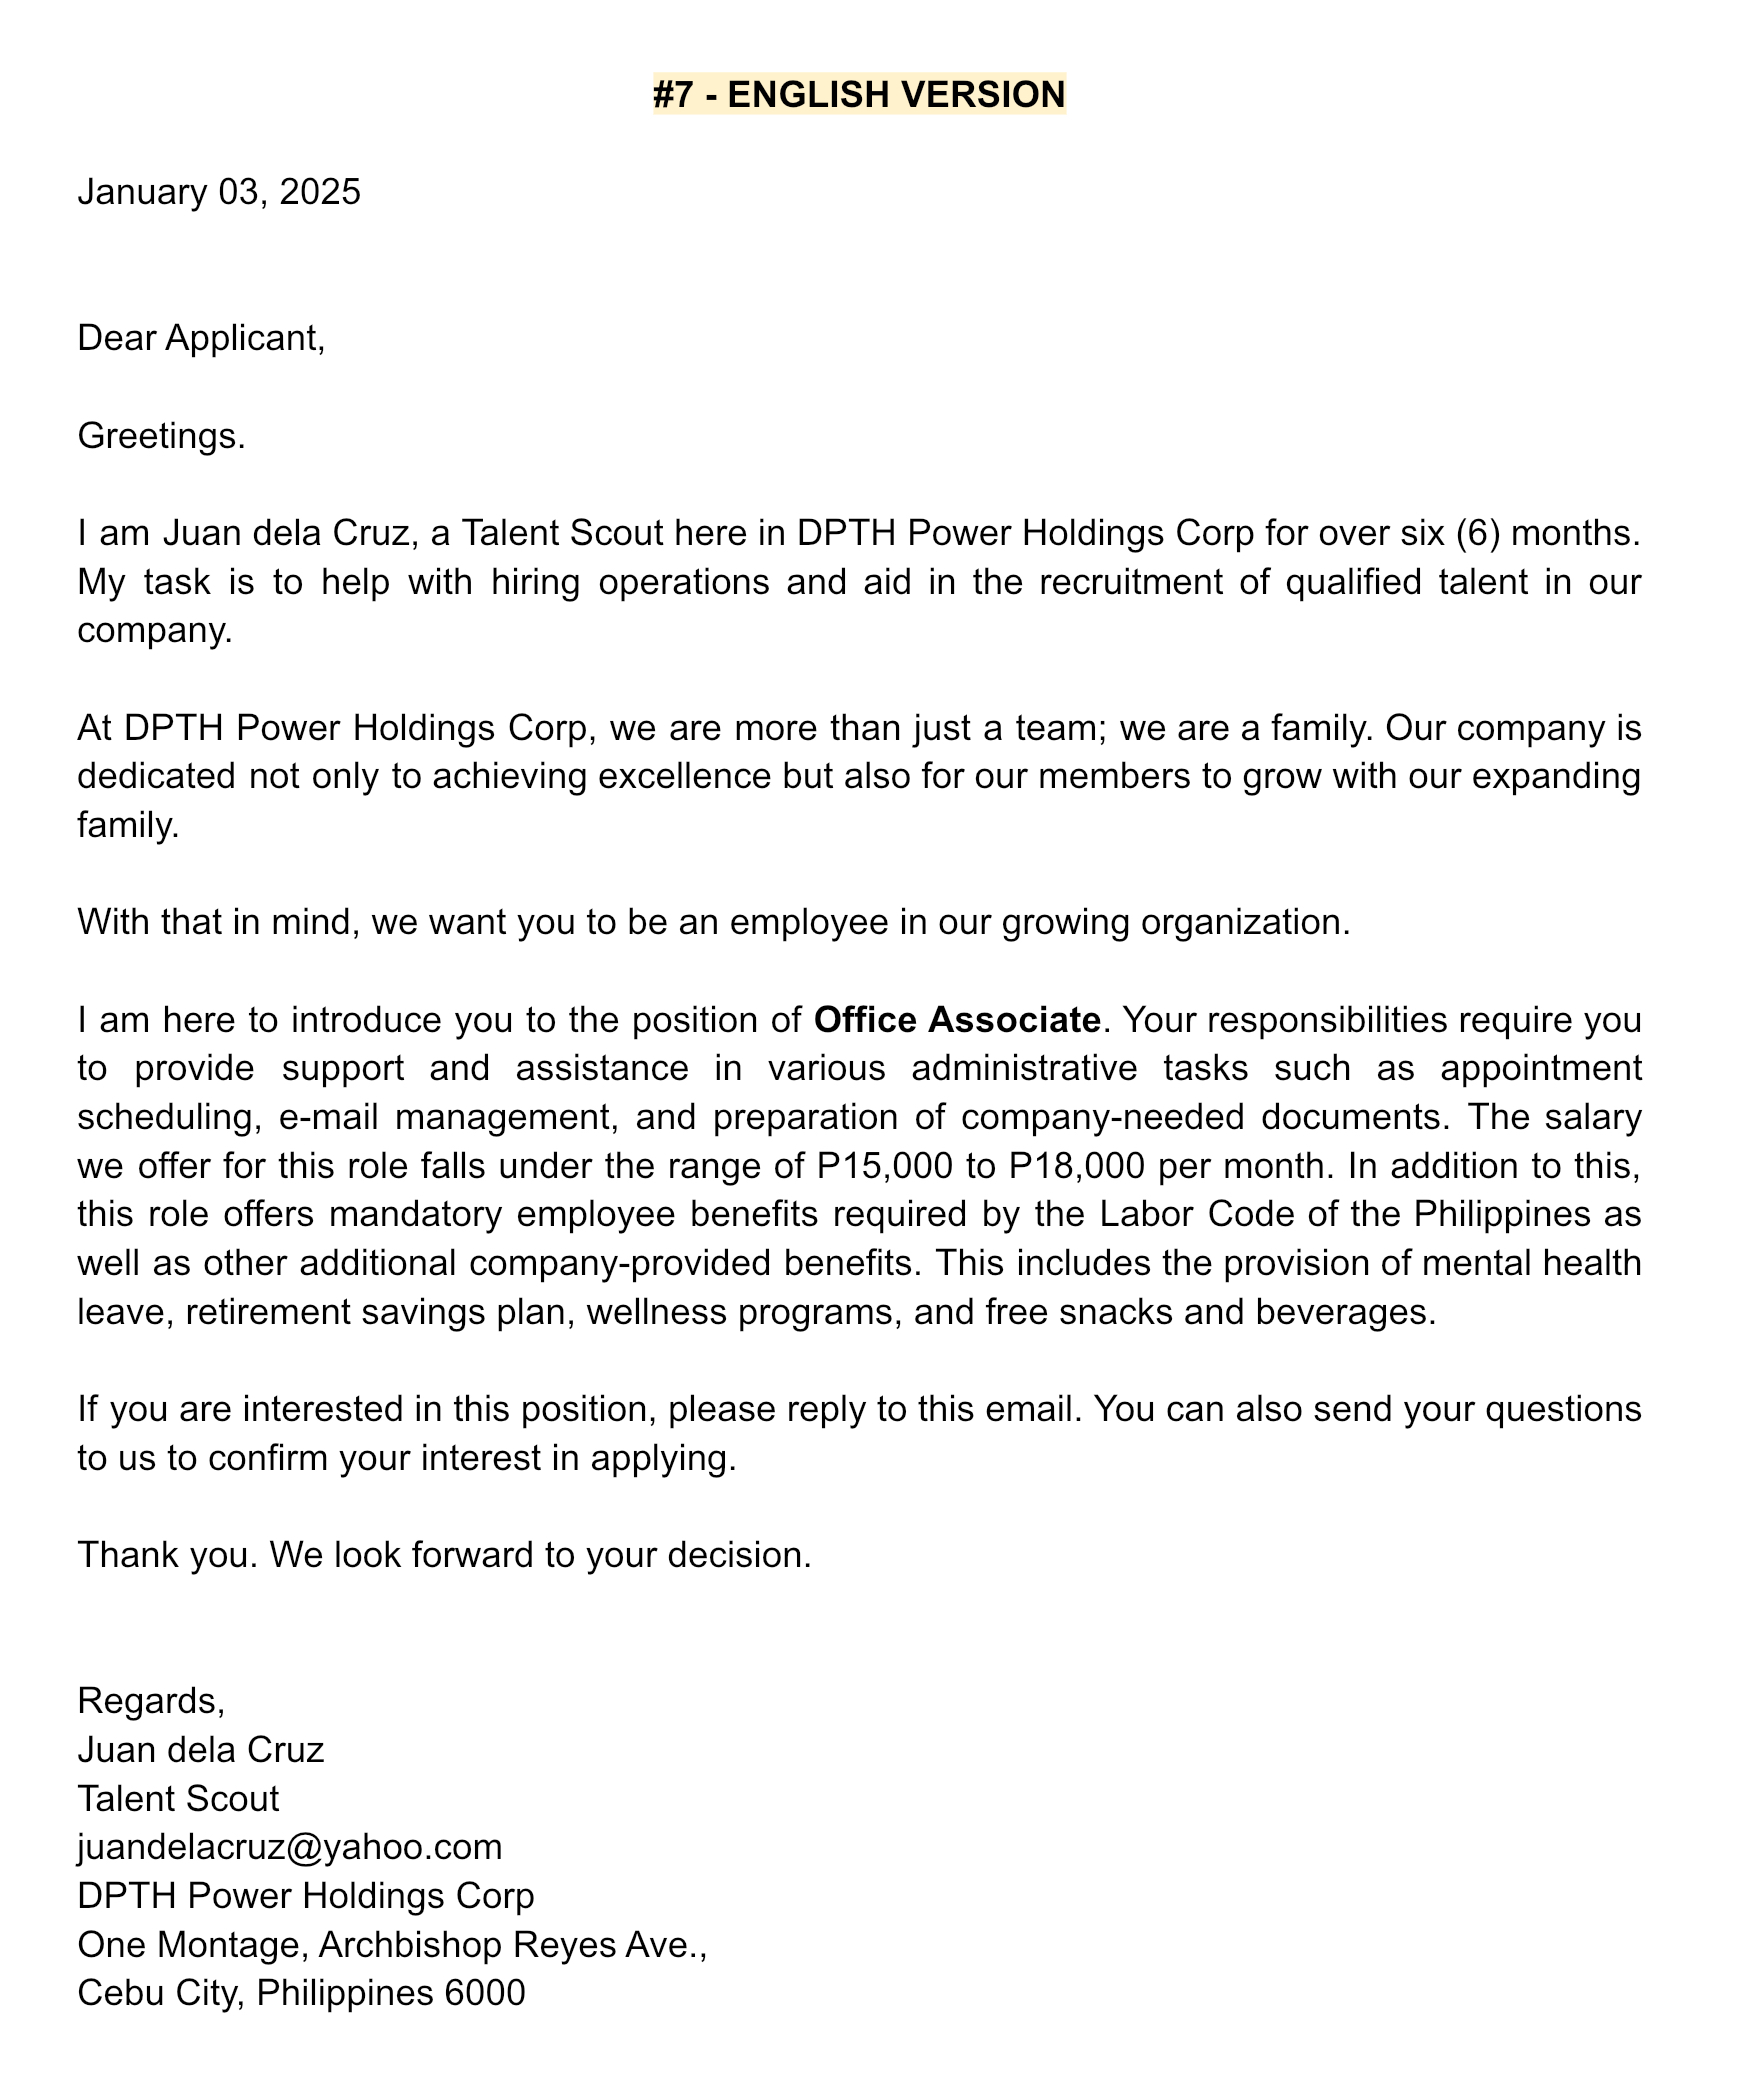 #7 - ENGLISH VERSION
January 03, 2025
Dear Applicant,
Greetings.
I am Juan dela Cruz, a Talent Scout here in DPTH Power Holdings Corp for over six (6) months.
My task is to help with hiring operations and aid in the recruitment of qualified talent in our
company.
At DPTH Power Holdings Corp, we are more than just a team; we are a family. Our company is
dedicated not only to achieving excellence but also for our members to grow with our expanding
family.
With that in mind, we want you to be an employee in our growing organization.
I am here to introduce you to the position of Office Associate. Your responsibilities require you
to provide support and assistance in various administrative tasks such as appointment
scheduling, e-mail management, and preparation of company-needed documents. The salary
we offer for this role falls under the range of P15,000 to P18,000 per month. In addition to this,
this role offers mandatory employee benefits required by the Labor Code of the Philippines as
well as other additional company-provided benefits. This includes the provision of mental health
leave, retirement savings plan, wellness programs, and free snacks and beverages.
If you are interested in this position, please reply to this email. You can also send your questions
to us to confirm your interest in applying.
Thank you. We look forward to your decision.
Regards,
Juan dela Cruz
Talent Scout
juandelacruz@yahoo.com
DPTH Power Holdings Corp
One Montage, Archbishop Reyes Ave.,
Cebu City, Philippines 6000